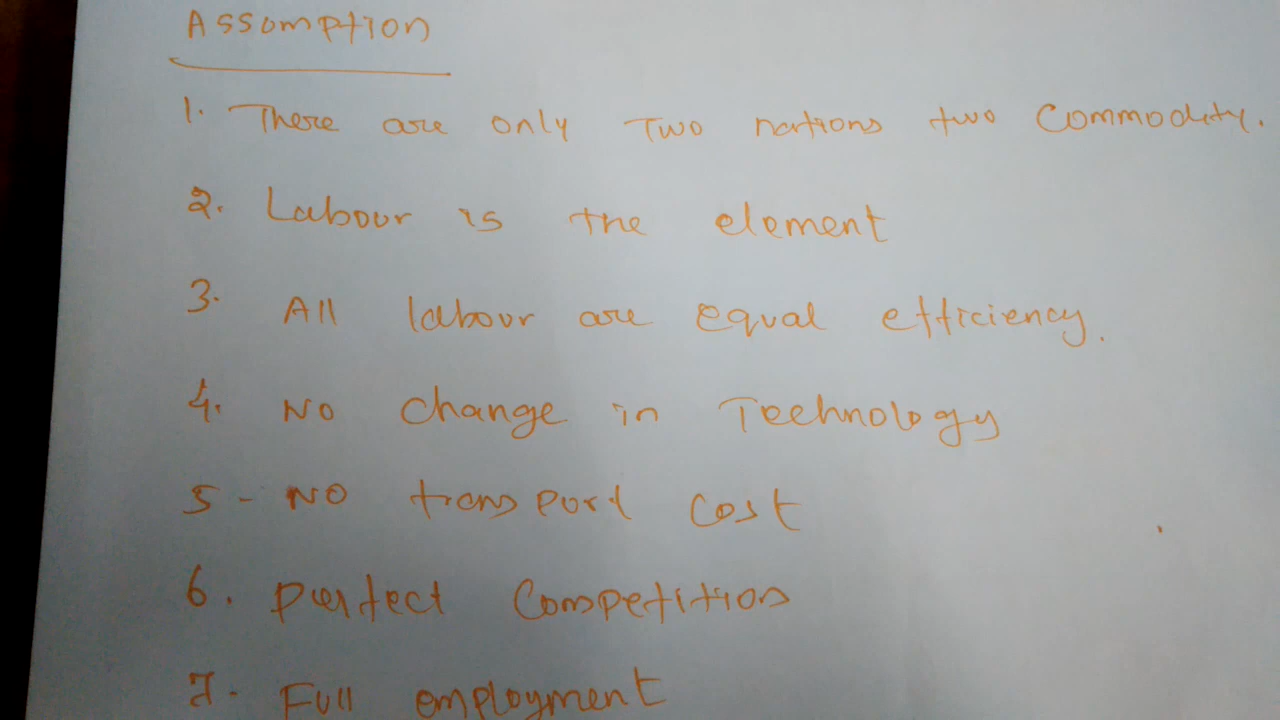 Assomption
1. There are only Two nations two Commodity.
2. Labour is the element
3. All labour are equal efficiency.
4. No change in Technology
5 - No transport cost
6. Perfect Competition
7 - Full employment